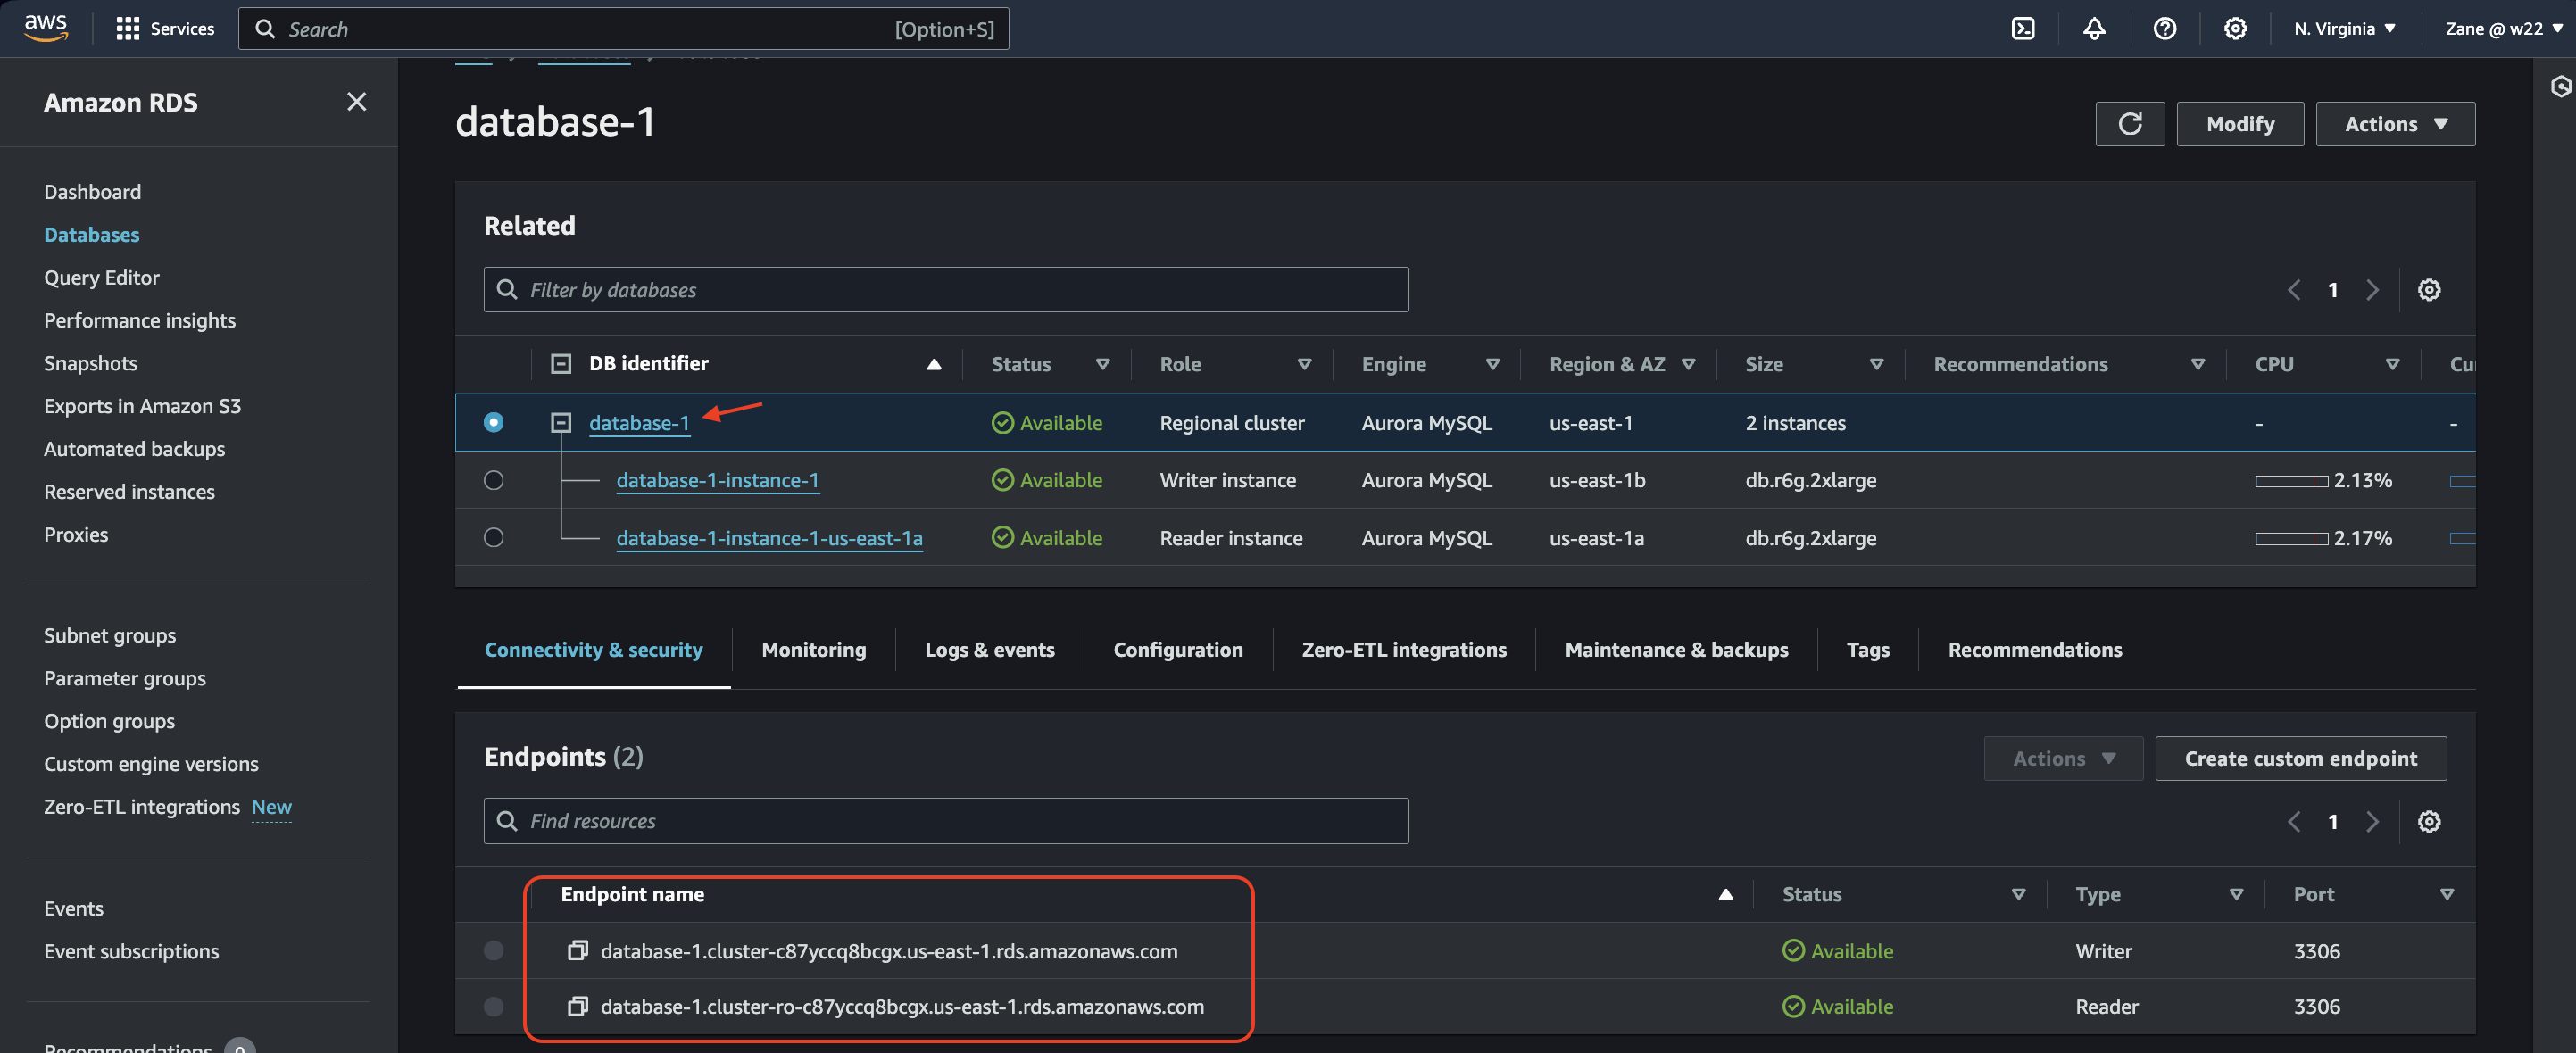 aws
Services
Search
[Option+S]
N. Virginia
Zane @ w22
Amazon RDS
Dashboard
Databases
Query Editor
Performance insights
Snapshots
Exports in Amazon S3
Automated backups
Reserved instances
Proxies
Subnet groups
Parameter groups
Option groups
Custom engine versions
Zero-ETL integrations New
Events
Event subscriptions
Recommendations 0
database-1
Modify
Actions
Related
Filter by databases
1
DB identifier Status Role Engine Region & AZ Size Recommendations CPU
database-1 Available Regional cluster Aurora MySQL us-east-1 2 instances - -
database-1-instance-1 Available Writer instance Aurora MySQL us-east-1b db.r6g.2xlarge 2.13%
database-1-instance-1-us-east-1a Available Reader instance Aurora MySQL us-east-1a db.r6g.2xlarge 2.17%
Connectivity & security Monitoring Logs & events Configuration Zero-ETL integrations Maintenance & backups Tags Recommendations
Endpoints (2)
Actions
Create custom endpoint
Find resources
1
Endpoint name Status Type Port
database-1.cluster-c87yccq8bcgx.us-east-1.rds.amazonaws.com Available Writer 3306
database-1.cluster-ro-c87yccq8bcgx.us-east-1.rds.amazonaws.com Available Reader 3306